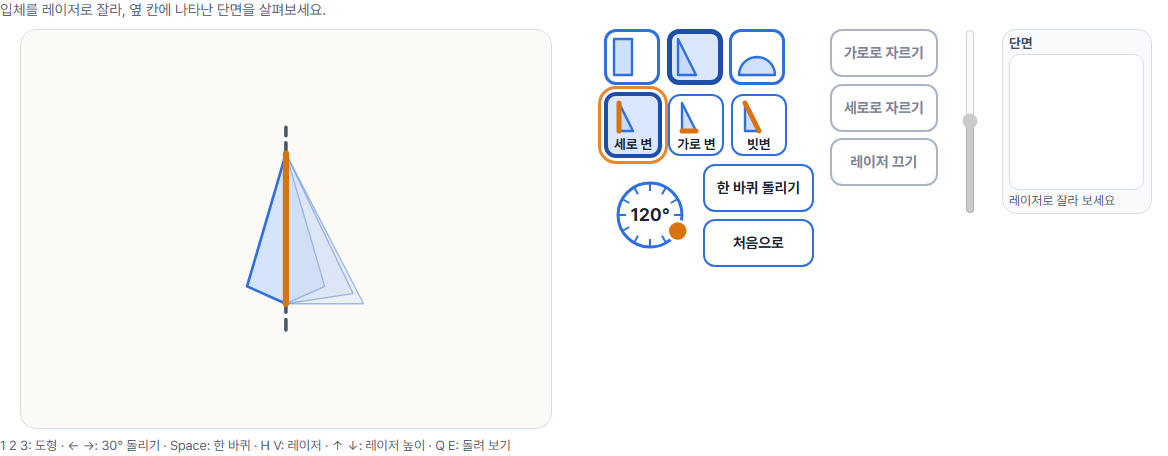 입체를 레이저로 잘라, 옆 칸에 나타난 단면을 살펴보세요.
세로 변
가로 변
빗변
120°
한 바퀴 돌리기
처음으로
가로로 자르기
세로로 자르기
레이저 끄기
단면
레이저로 잘라 보세요
1 2 3: 도형 · ← →: 30° 돌리기 · Space: 한 바퀴 · H V: 레이저 · ↑ ↓: 레이저 높이 · Q E: 돌려 보기